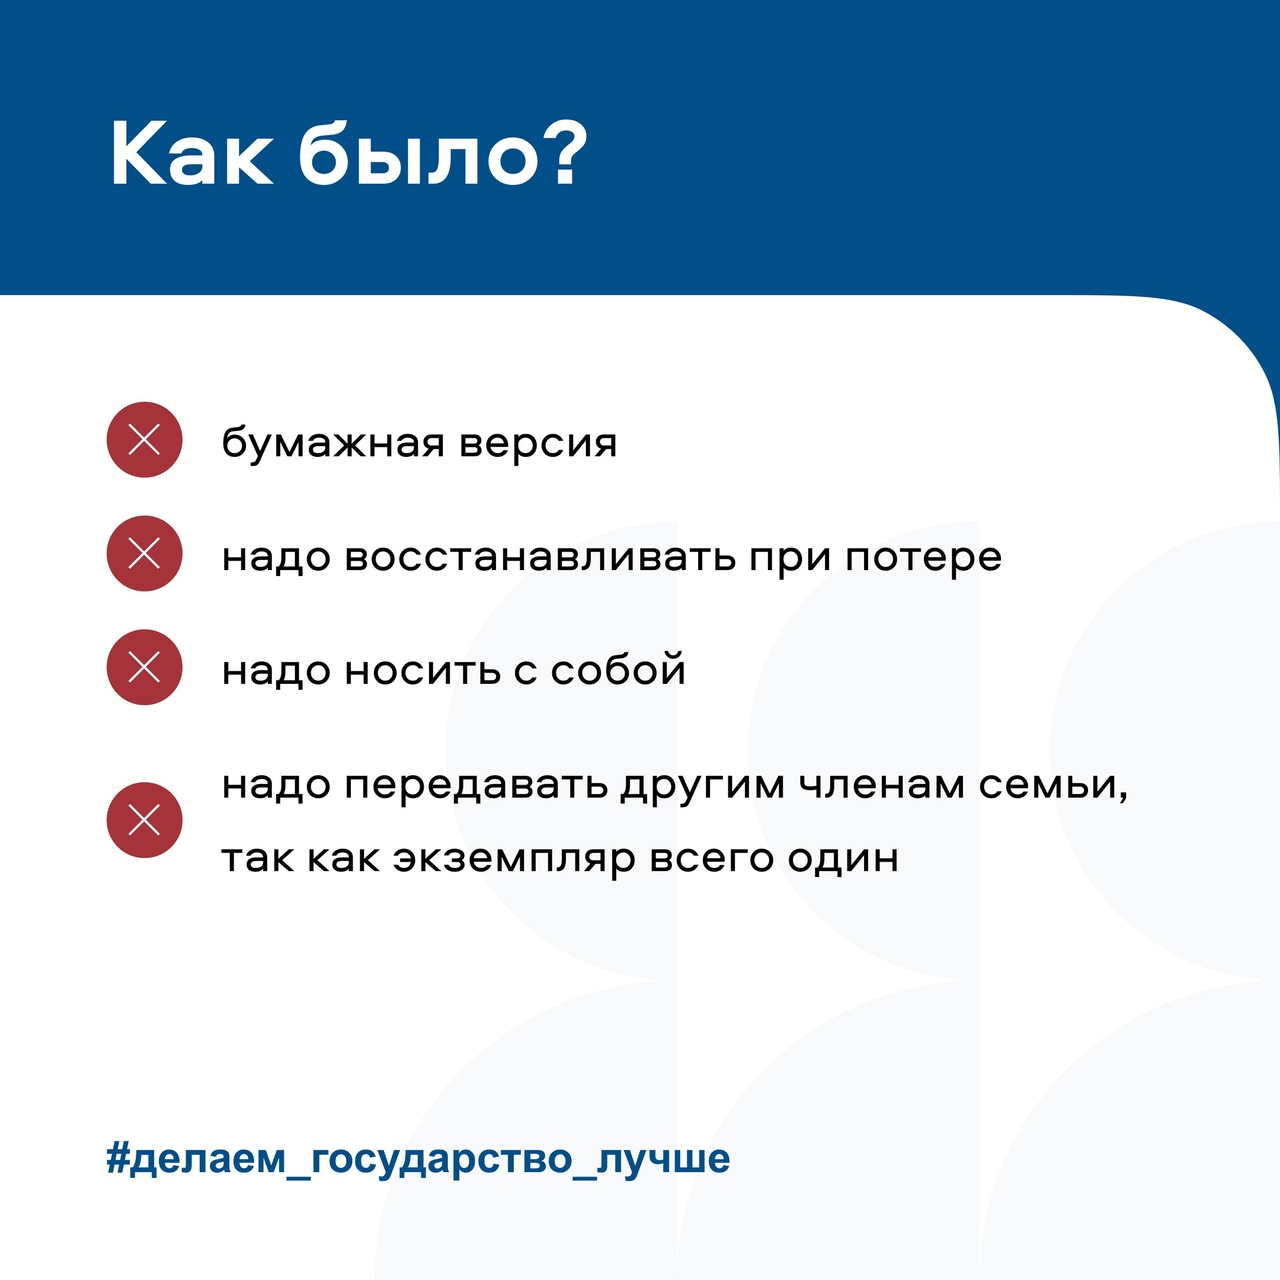 Как было?
бумажная версия
надо восстанавливать при потере
надо носить с собой
надо передавать другим членам семьи,
так как экземпляр всего один
#делаем_государство_лучше